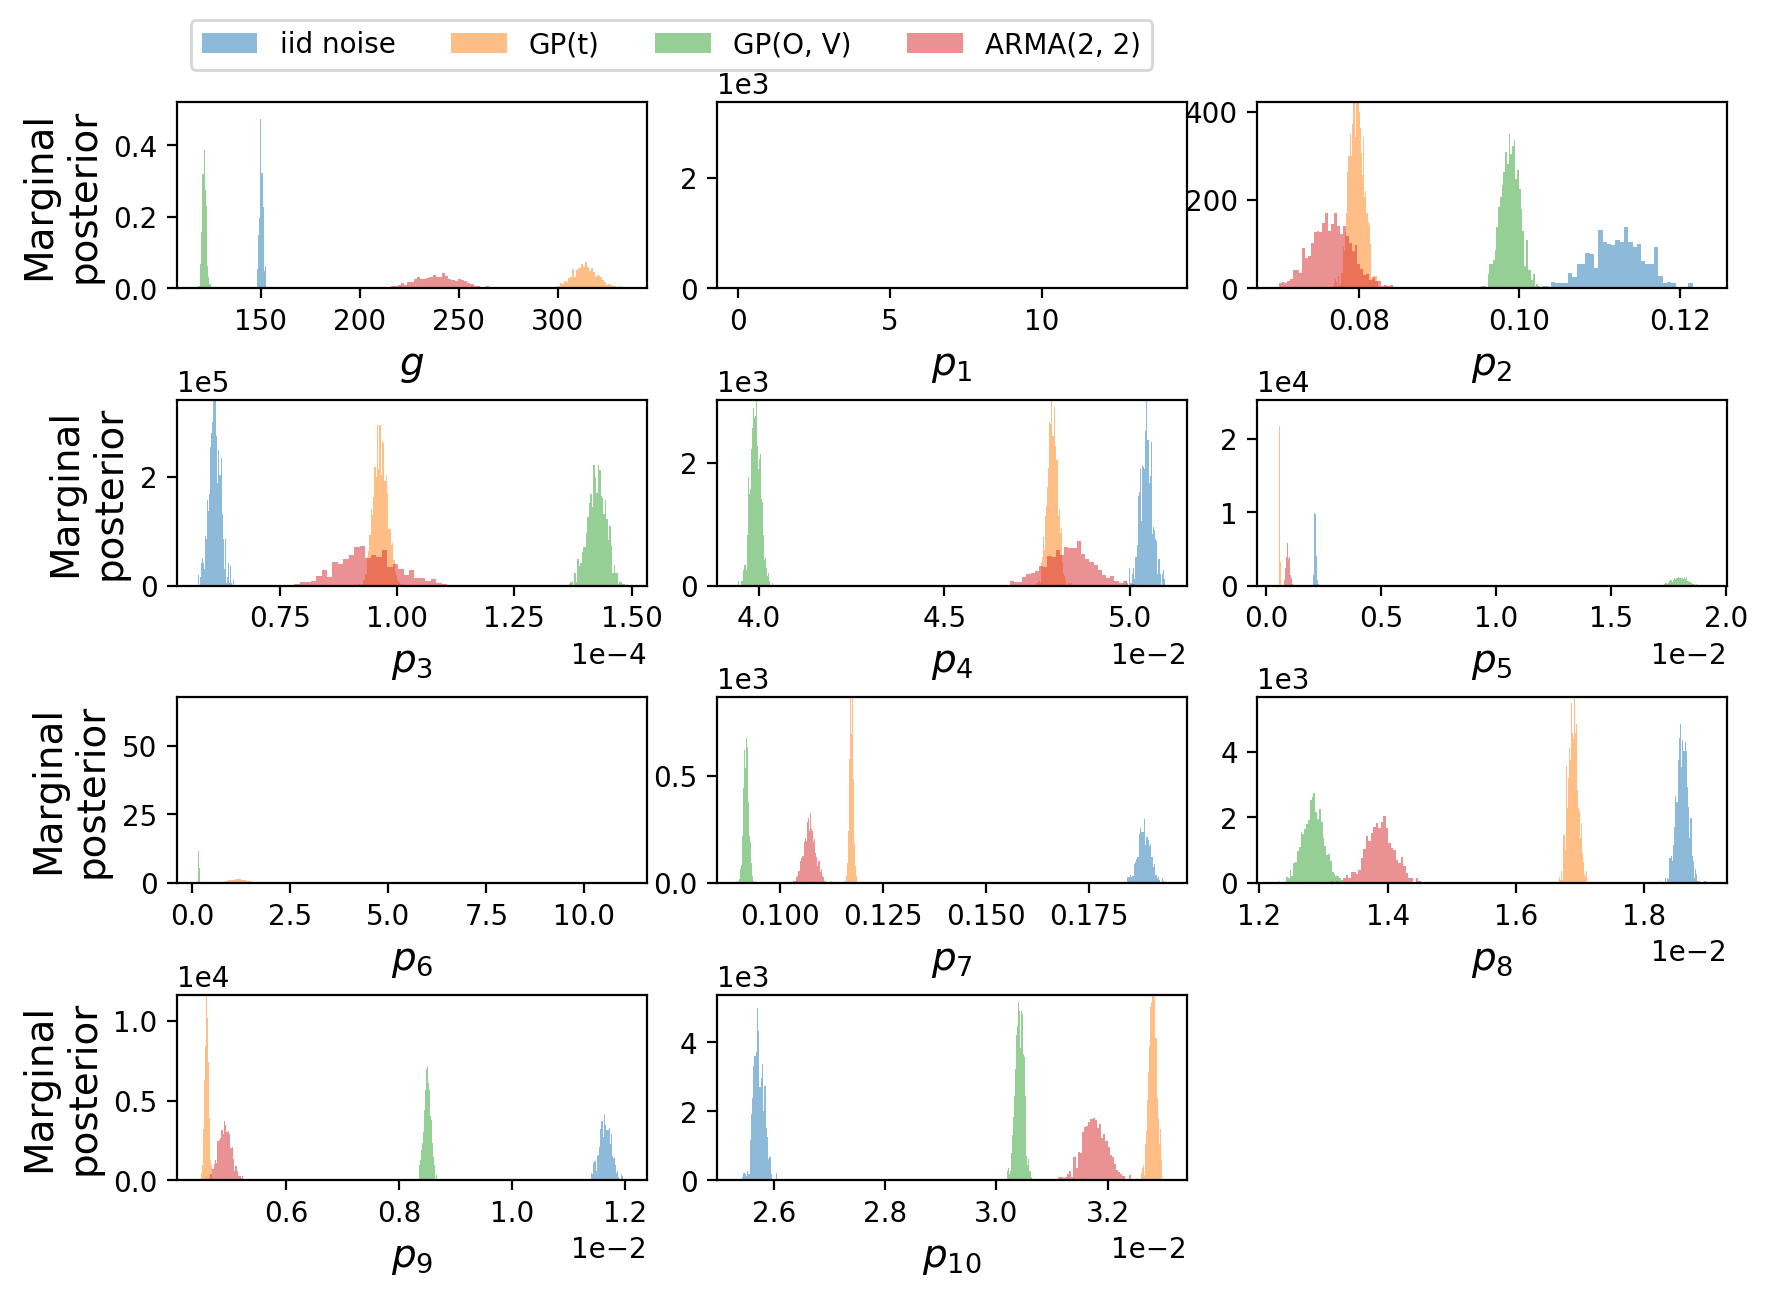 iid noise GP(t) GP(O, V) ARMA(2, 2)
Marginal posterior
0.4
0.2
0.0
150 200 250 300
g
1e3
2
0
0 5 10
p₁
400
200
0
0.08 0.10 0.12
p₂
Marginal posterior
1e5
2
0
0.75 1.00 1.25 1.50
1e−4
p₃
1e3
2
0
4.0 4.5 5.0
1e−2
p₄
1e4
2
1
0
0.0 0.5 1.0 1.5 2.0
1e−2
p₅
Marginal posterior
50
25
0
0.0 2.5 5.0 7.5 10.0
p₆
1e3
0.5
0.0
0.100 0.125 0.150 0.175
p₇
1e3
4
2
0
1.2 1.4 1.6 1.8
1e−2
p₈
Marginal posterior
1e4
1.0
0.5
0.0
0.6 0.8 1.0 1.2
1e−2
p₉
1e3
4
2
0
2.6 2.8 3.0 3.2
1e−2
p₁₀